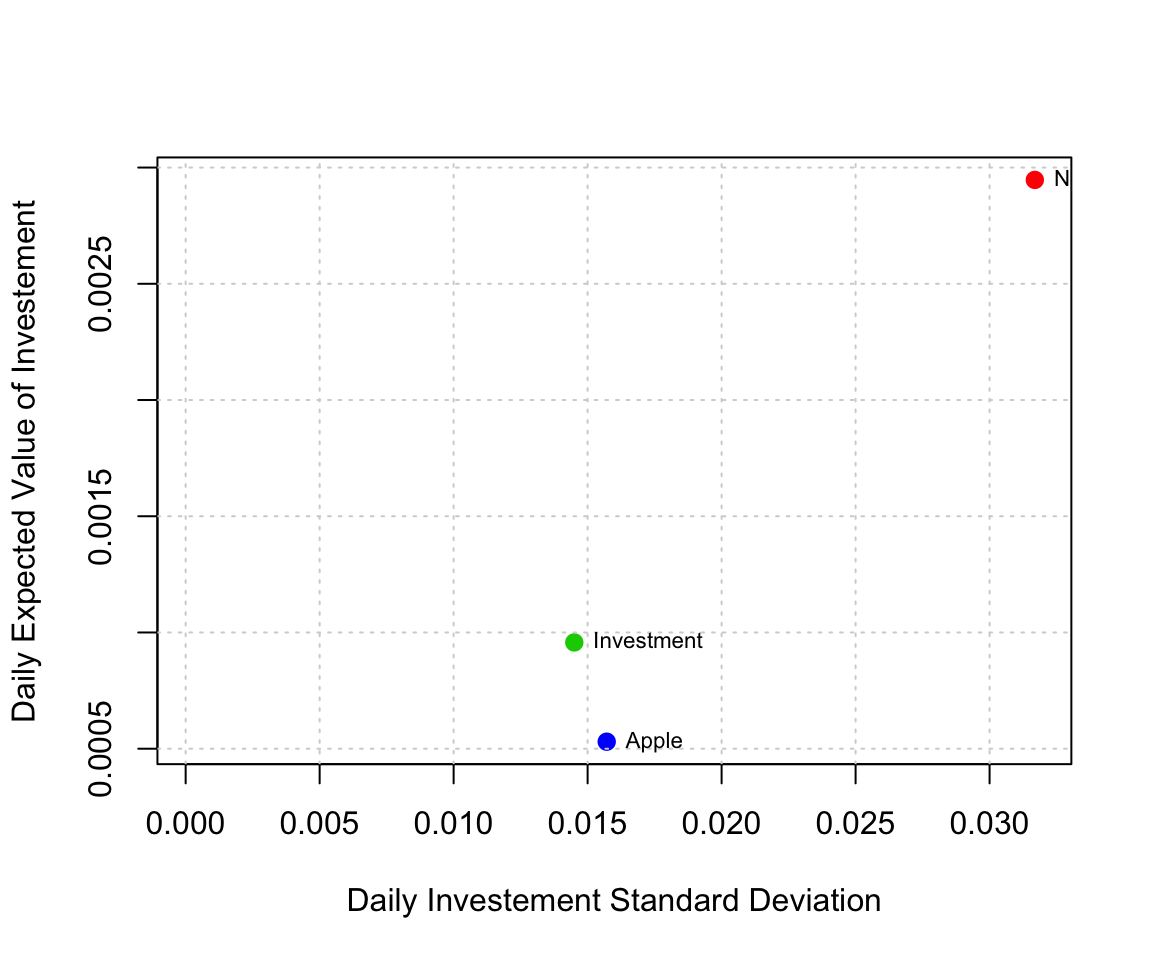 Daily Expected Value of Investement
0.0025
0.0015
0.0005
N
Investment
Apple
0.000 0.005 0.010 0.015 0.020 0.025 0.030
Daily Investement Standard Deviation